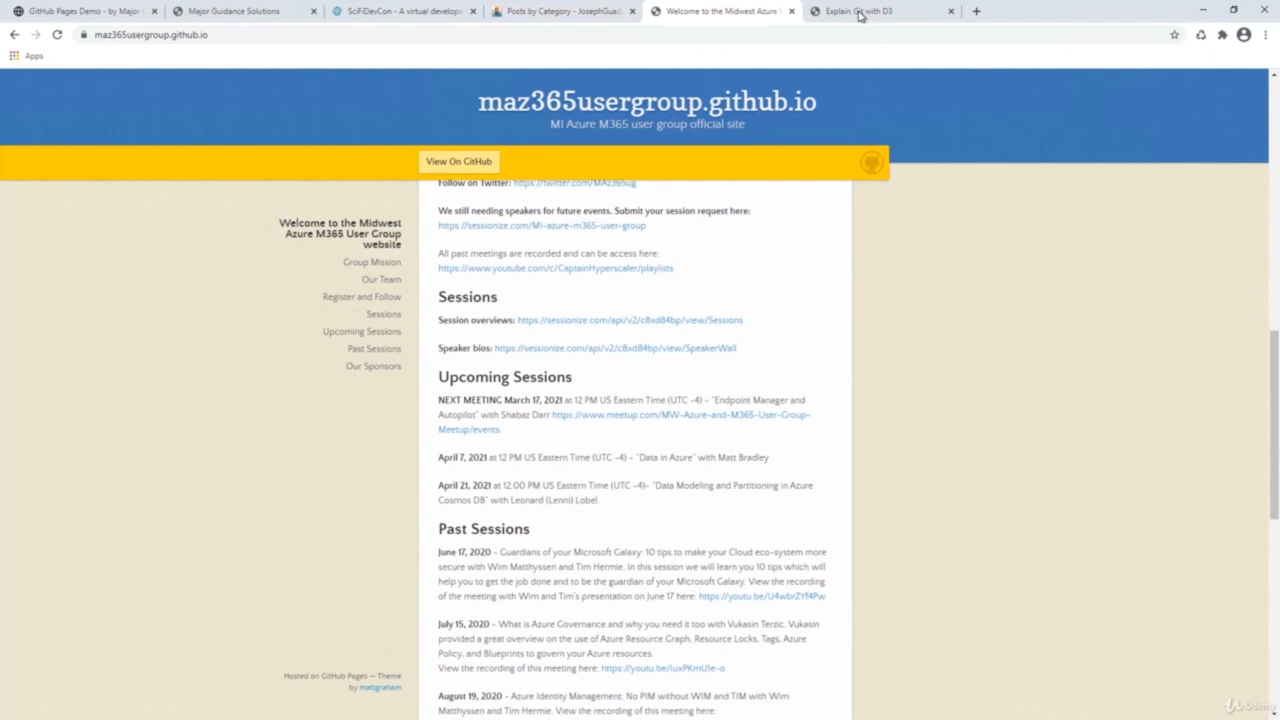 GitHub Pages Demo - by Major G
Major Guidance Solutions
SciFiDevCon - A virtual develope
Posts by Category - JosephGuad
Welcome to the Midwest Azure
Explain Git with D3
maz365usergroup.github.io
Apps
maz365usergroup.github.io
MI Azure M365 user group official site
View On GitHub
Follow on Twitter: https://twitter.com/MAz365ug
Welcome to the Midwest
Azure M365 User Group
website
Group Mission
Our Team
Register and Follow
Sessions
Upcoming Sessions
Past Sessions
Our Sponsors
We still needing speakers for future events. Submit your session request here:
https://sessionize.com/MI-azure-m365-user-group
All past meetings are recorded and can be access here:
https://www.youtube.com/c/CaptainHyperscaler/playlists
Sessions
Session overviews: https://sessionize.com/api/v2/c8xd84bp/view/Sessions
Speaker bios: https://sessionize.com/api/v2/c8xd84bp/view/SpeakerWall
Upcoming Sessions
NEXT MEETING March 17, 2021 at 12 PM US Eastern Time (UTC -4) – "Endpoint Manager and
Autopilot" with Shabaz Darr https://www.meetup.com/MW-Azure-and-M365-User-Group-
Meetup/events.
April 7, 2021 at 12 PM US Eastern Time (UTC -4) – "Data in Azure" with Matt Bradley
April 21, 2021 at 12:00 PM US Eastern Time (UTC -4)– "Data Modeling and Partitioning in Azure
Cosmos DB" with Leonard (Lenni) Lobel.
Past Sessions
June 17, 2020 – Guardians of your Microsoft Galaxy: 10 tips to make your Cloud eco-system more
secure with Wim Matthyssen and Tim Hermie. In this session we will learn you 10 tips which will
help you to get the job done and to be the guardian of your Microsoft Galaxy. View the recording
of the meeting with Wim and Tim's presentation on June 17 here: https://youtu.be/U4wbrZYf4Pw
July 15, 2020 – What is Azure Governance and why you need it too with Vukasin Terzic. Vukasin
provided a great overview on the use of Azure Resource Graph, Resource Locks, Tags, Azure
Policy, and Blueprints to govern your Azure resources.
View the recording of this meeting here: https://youtu.be/luxPKmU1e-o
August 19, 2020 – Azure Identity Management: No PIM without WIM and TIM with Wim
Matthyssen and Tim Hermie. View the recording of this meeting here:
Hosted on GitHub Pages — Theme
by mattgraham
Udemy